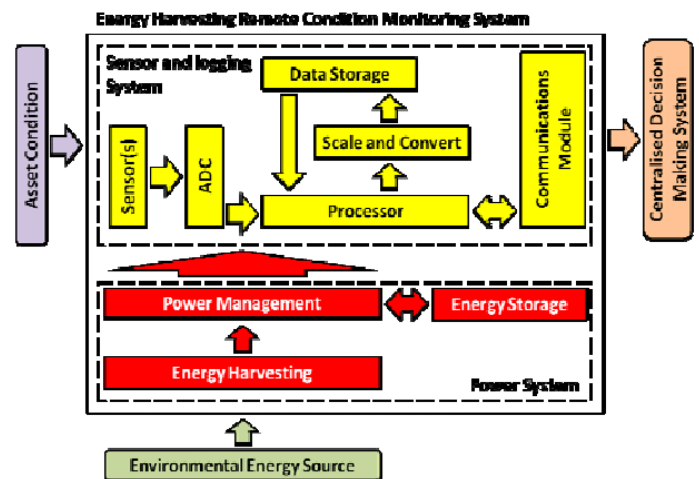 Energy Harvesting Remote Condition Monitoring System
Sensor and logging
System
Data Storage
Scale and Convert
Sensor(s)
ADC
Processor
Communications
Module
Asset Condition
Centralised Decision
Making System
Power Management
Energy Storage
Energy Harvesting
Power System
Environmental Energy Source